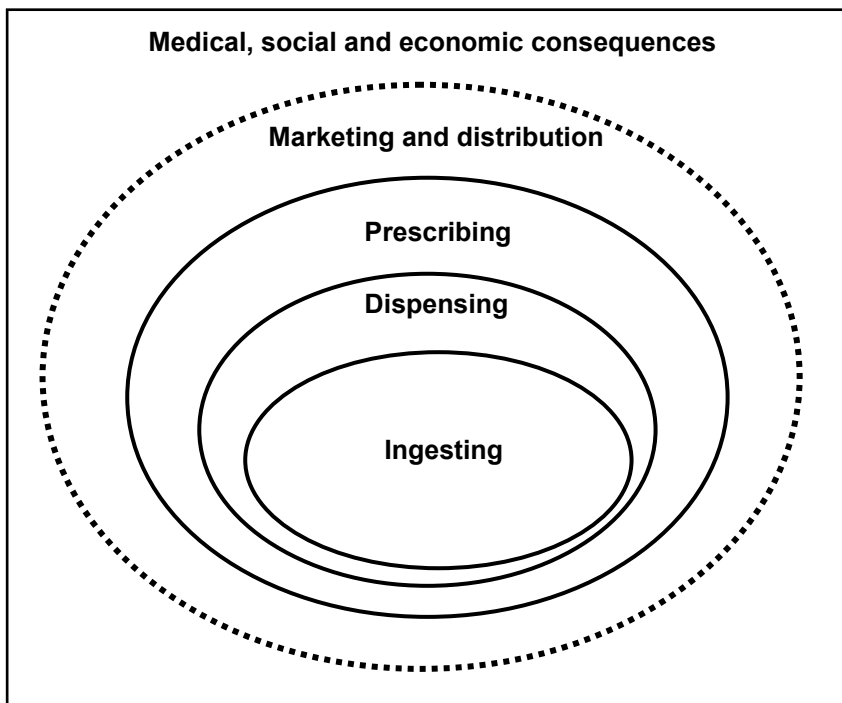 Medical, social and economic consequences
Marketing and distribution
Prescribing
Dispensing
Ingesting